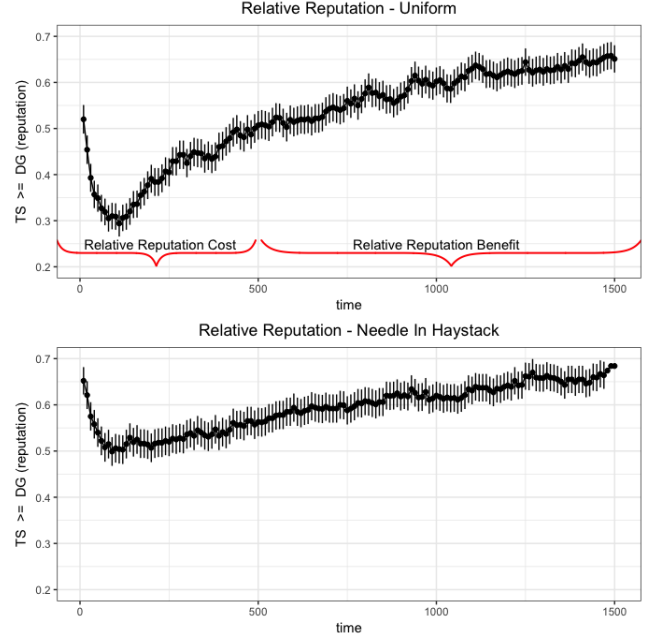 Relative Reputation - Uniform
TS >= DG (reputation)
0.7
0.6
0.5
0.4
0.3
0.2
Relative Reputation Cost
Relative Reputation Benefit
0
500
1000
1500
time
Relative Reputation - Needle In Haystack
TS >= DG (reputation)
0.7
0.6
0.5
0.4
0.3
0.2
0
500
1000
1500
time